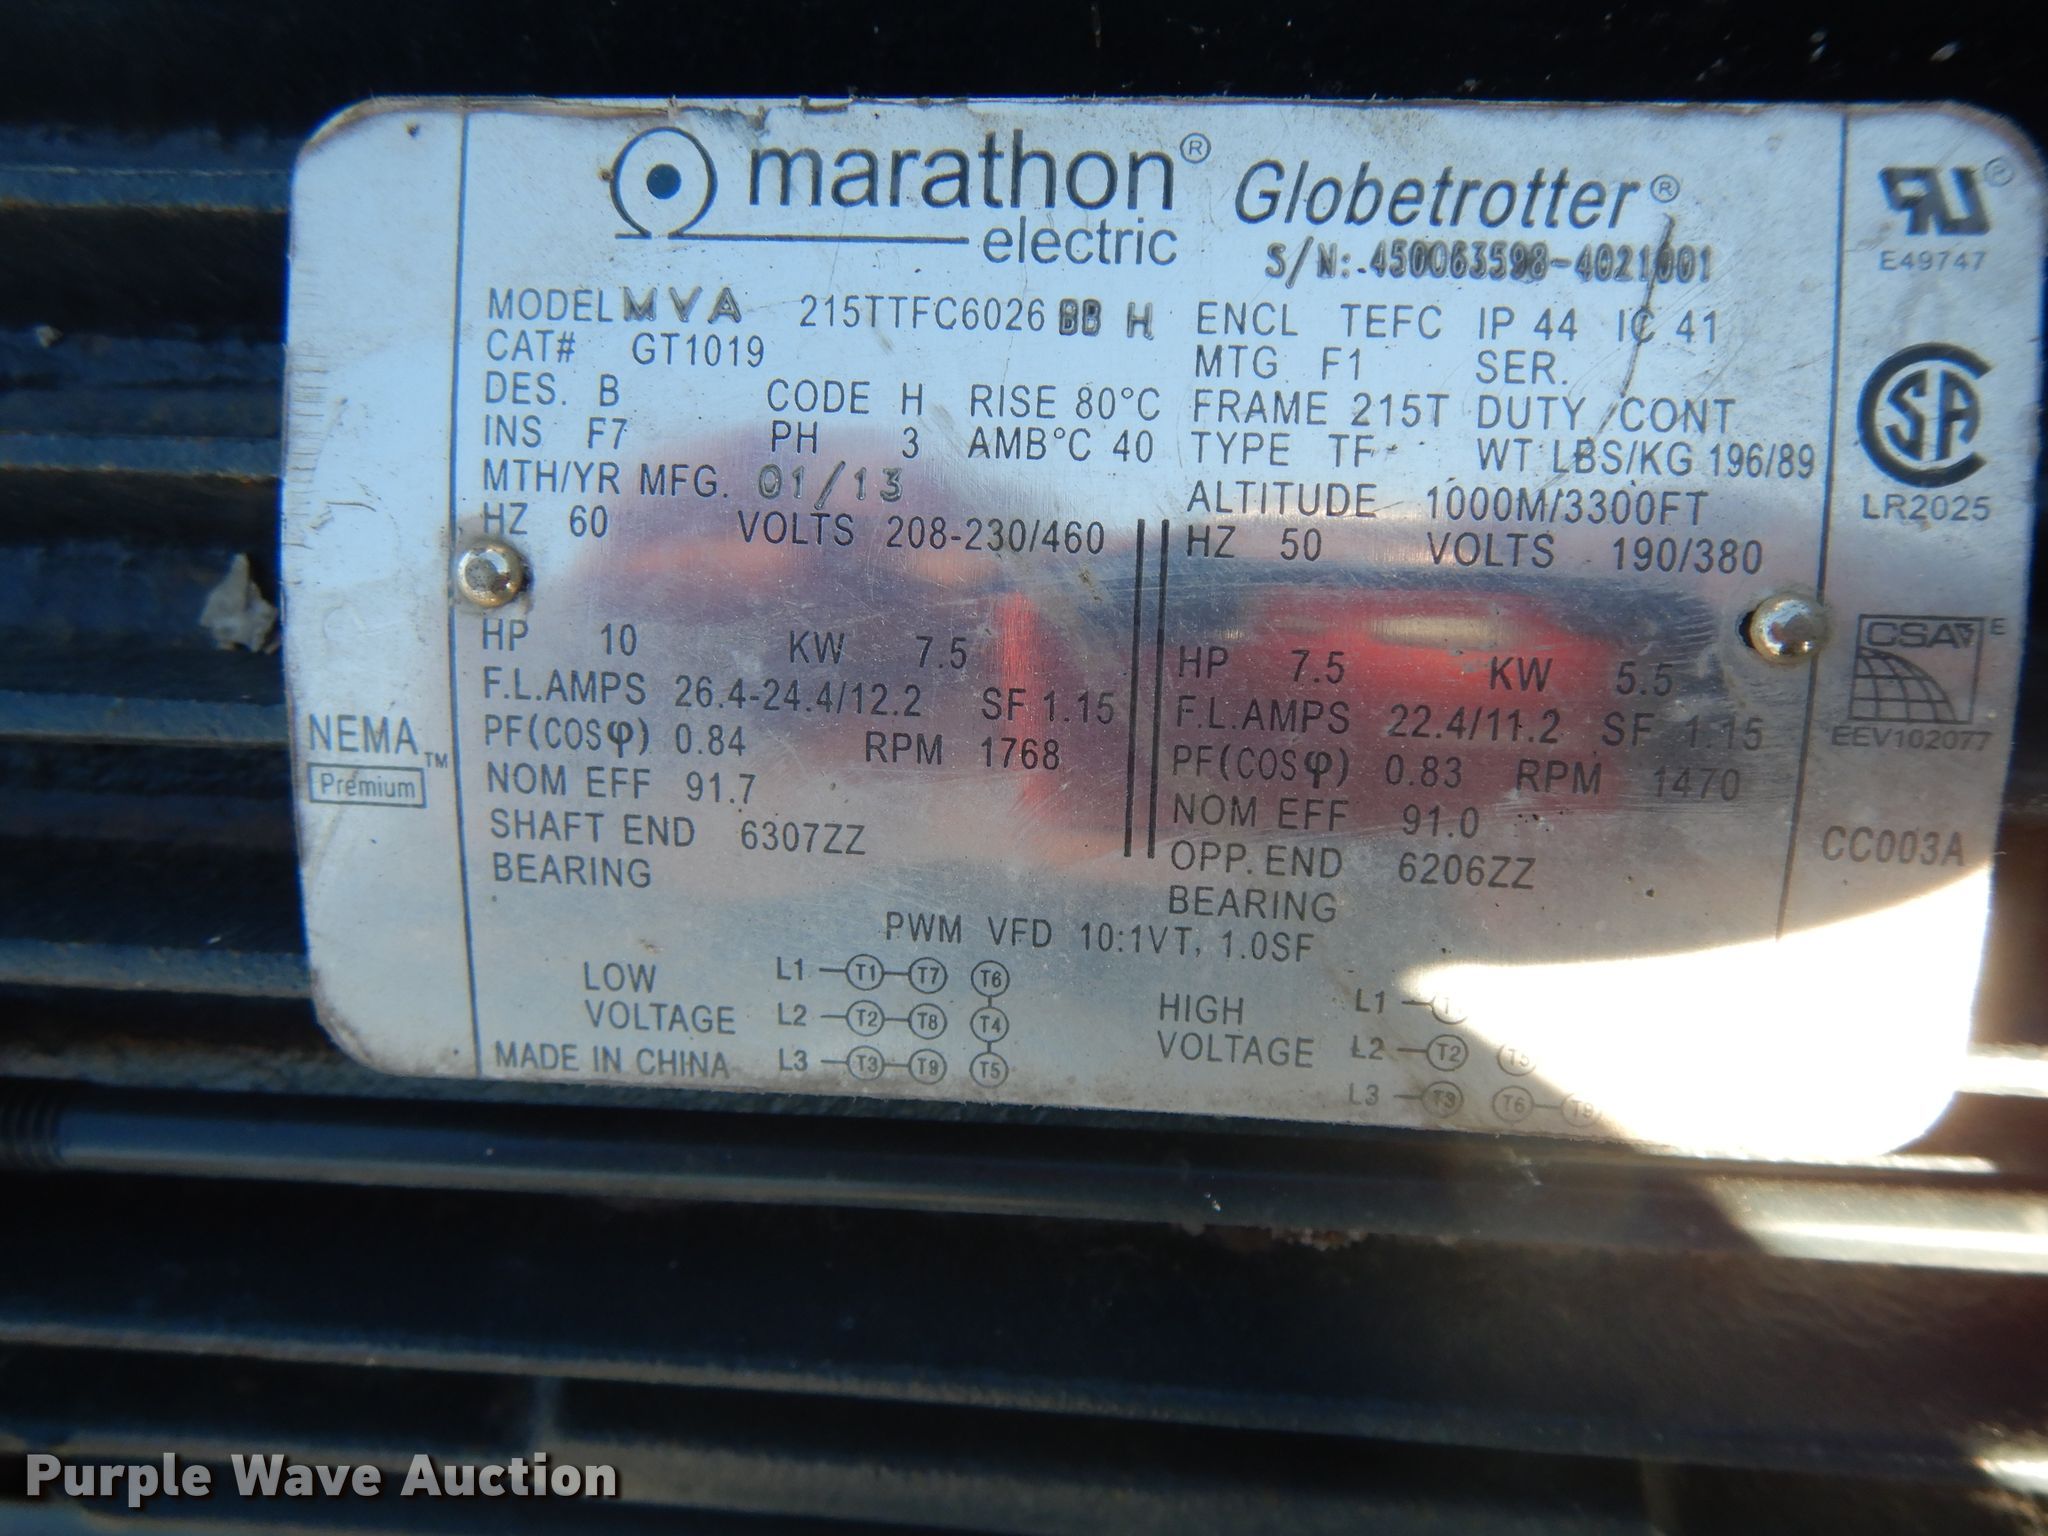 marathon® Globetrotter®
electric
S/N: 450063598-4021001
MODEL MVA 215TTFC6026 BB H ENCL TEFC IP 44 IC 41
CAT# GT1019 MTG F1 SER.
DES. B CODE H RISE 80°C FRAME 215T DUTY CONT
INS F7 PH 3 AMB°C 40 TYPE TF WT LBS/KG 196/89
MTH/YR MFG. 01/13 ALTITUDE 1000M/3300FT
HZ 60 VOLTS 208-230/460 HZ 50 VOLTS 190/380
HP 10 KW 7.5 HP 7.5 KW 5.5
F.L.AMPS 26.4-24.4/12.2 SF 1.15 F.L.AMPS 22.4/11.2 SF 1.15
PF(COSφ) 0.84 RPM 1768 PF(COSφ) 0.83 RPM 1470
NOM EFF 91.7 NOM EFF 91.0
SHAFT END 6307ZZ OPP. END 6206ZZ
BEARING BEARING
PWM VFD 10:1VT, 1.0SF
LOW L1 T1 T7 T6 HIGH L1
VOLTAGE L2 T2 T8 T4 VOLTAGE L2 T2 T5
MADE IN CHINA L3 T3 T9 T5 L3 T3 T6 T9
NEMA™
Premium
RU®
E49747
CSA
LR2025
CSA E
EEV102077
CC003A
Purple Wave Auction